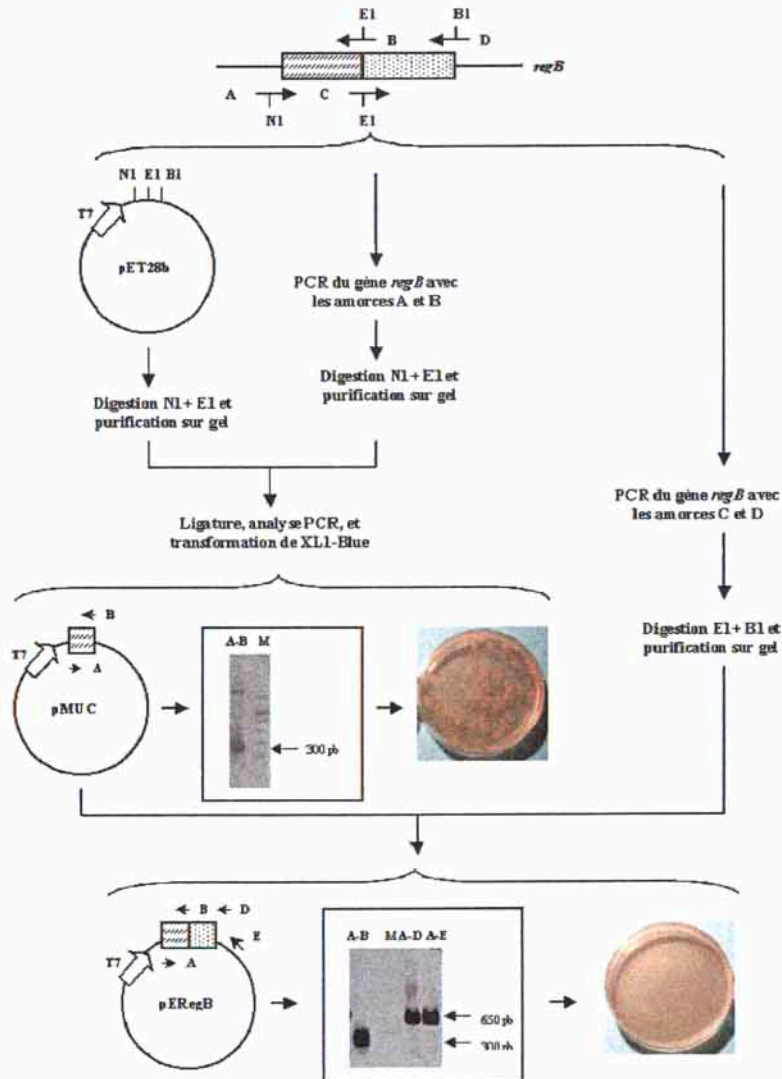 E1
B1
B
D
regB
A
C
N1
E1
N1 E1 B1
T7
pET28b
PCR du gène regB avec
les amorces A et B
Digestion N1+ E1 et
purification sur gel
Digestion N1+ E1 et
purification sur gel
PCR du gène regB avec
les amorces C et D
Ligature, analyse PCR, et
transformation de XL1-Blue
Digestion E1+ B1 et
purification sur gel
B
T7
A
pMUC
A-B M
300 pb
B
D
E
T7
A
pERegB
A-B M A-D A-E
650 pb
300 pb